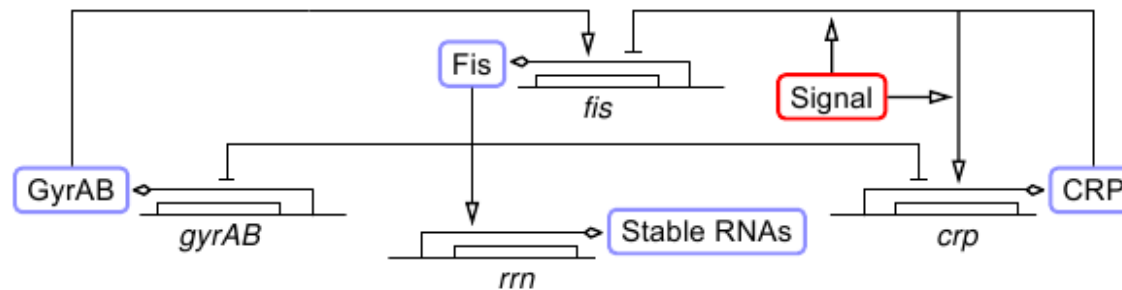 Fis
fis
Signal
GyrAB
gyrAB
rrn
Stable RNAs
crp
CRP